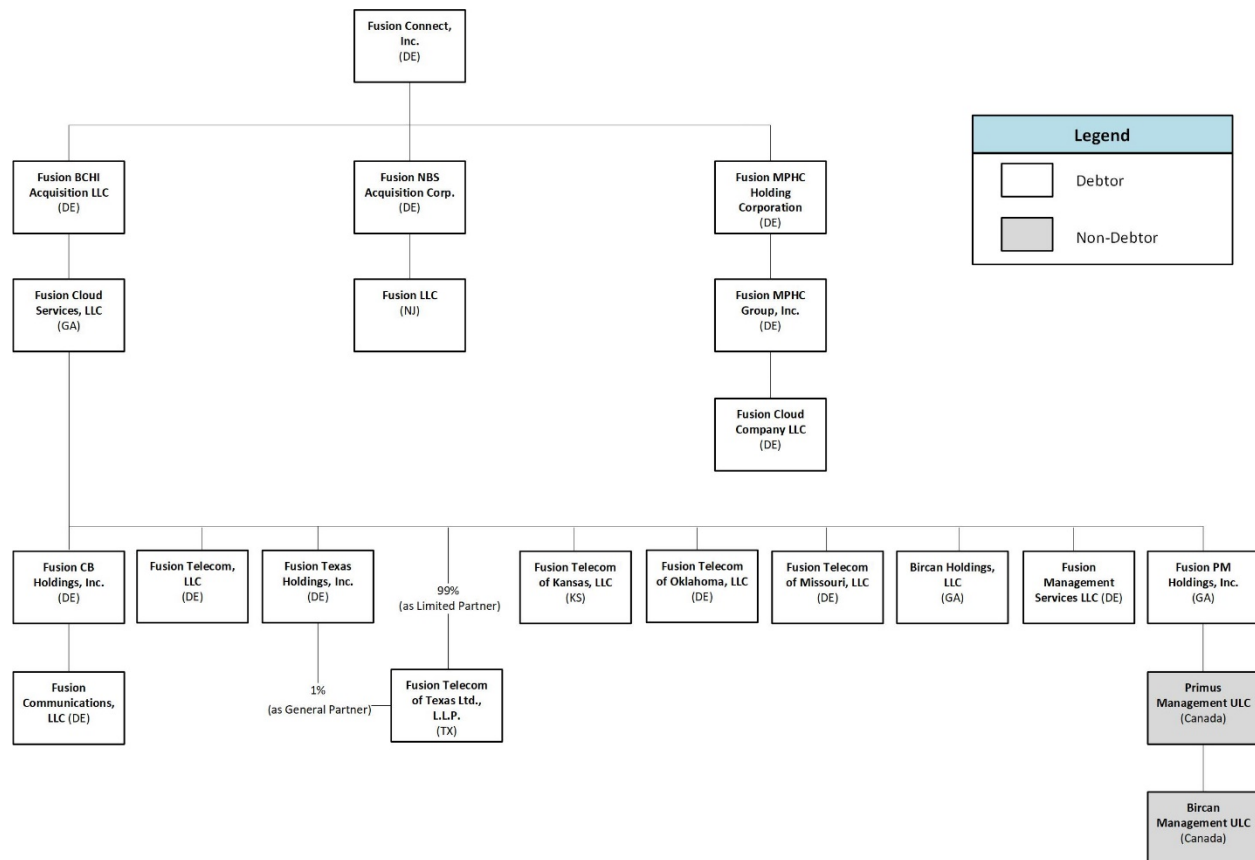 Fusion Connect,
Inc.
(DE)
Legend
Debtor
Non-Debtor
Fusion BCHI
Acquisition LLC
(DE)
Fusion NBS
Acquisition Corp.
(DE)
Fusion MPHC
Holding
Corporation
(DE)
Fusion Cloud
Services, LLC
(GA)
Fusion LLC
(NJ)
Fusion MPHC
Group, Inc.
(DE)
Fusion Cloud
Company LLC
(DE)
Fusion CB
Holdings, Inc.
(DE)
Fusion Telecom,
LLC
(DE)
Fusion Texas
Holdings, Inc.
(DE)
99%
(as Limited Partner)
Fusion Telecom
of Kansas, LLC
(KS)
Fusion Telecom
of Oklahoma, LLC
(DE)
Fusion Telecom
of Missouri, LLC
(DE)
Bircan Holdings,
LLC
(GA)
Fusion
Management
Services LLC (DE)
Fusion PM
Holdings, Inc.
(GA)
Fusion
Communications,
LLC (DE)
1%
(as General Partner)
Fusion Telecom
of Texas Ltd.,
L.L.P.
(TX)
Primus
Management ULC
(Canada)
Bircan
Management ULC
(Canada)